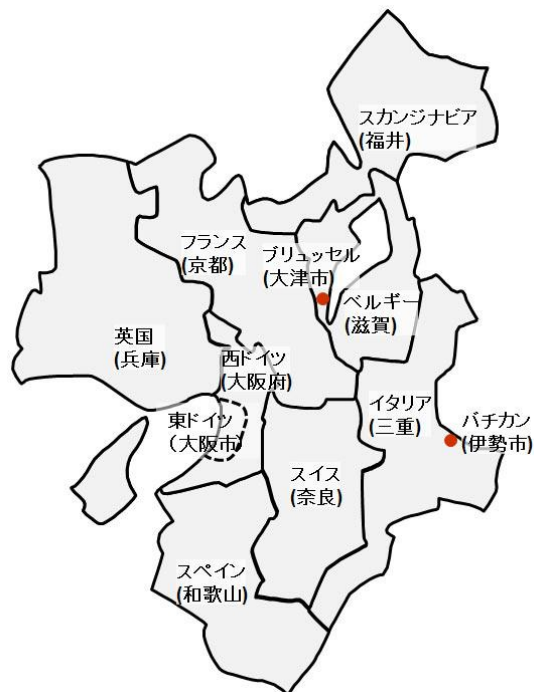 スカンジナビア
(福井)
フランス
(京都)
ブリュッセル
(大津市)
ベルギー
(滋賀)
英国
(兵庫)
西ドイツ
(大阪府)
東ドイツ
(大阪市)
イタリア
(三重)
バチカン
(伊勢市)
スイス
(奈良)
スペイン
(和歌山)